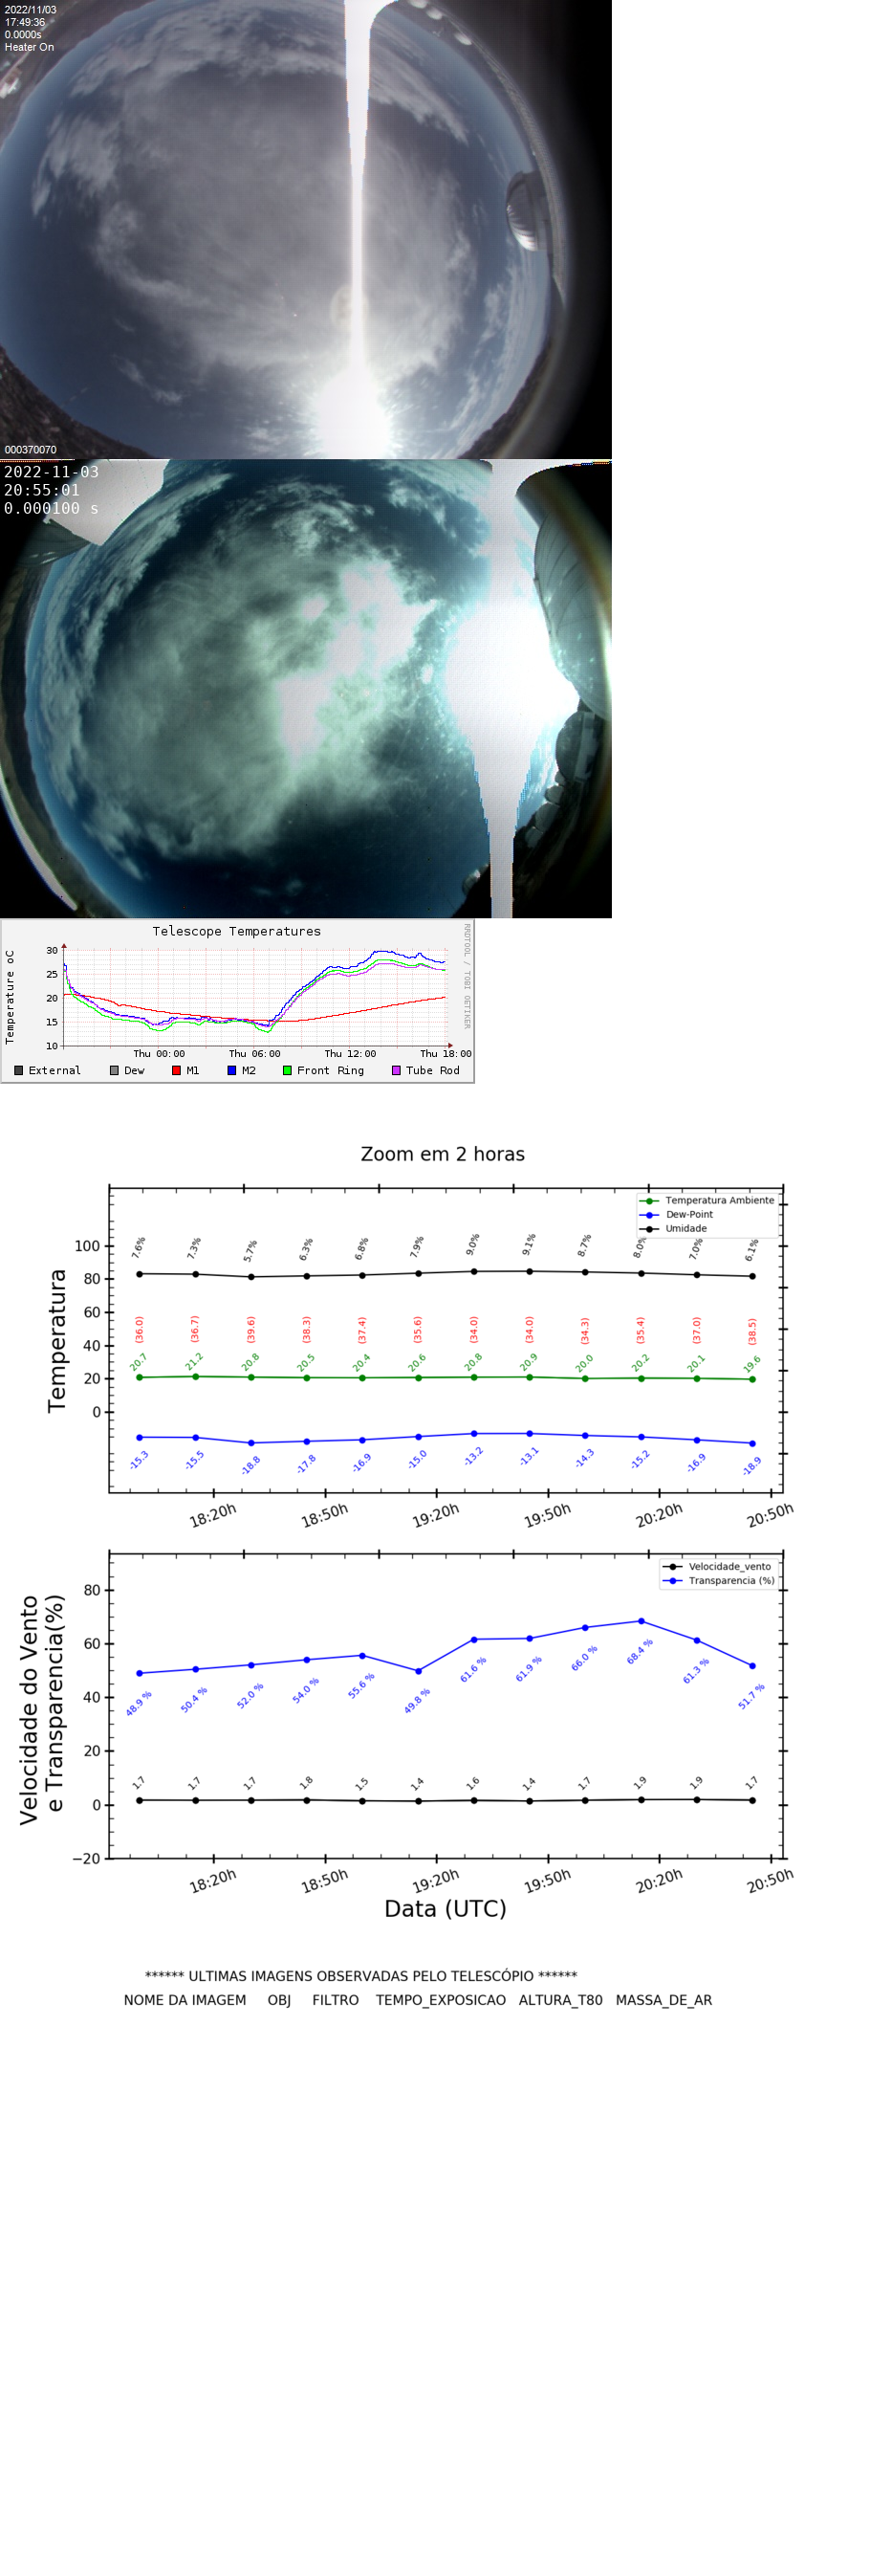 2022/11/03
17:49:36
0.0000s
Heater On
000370070
2022-11-03
20:55:01
0.000100 s
Telescope Temperatures
RRDTOOL / TOBI OETIKER
Temperature oC
30
25
20
15
10
Thu 00:00 Thu 06:00 Thu 12:00 Thu 18:00
External Dew M1 M2 Front Ring Tube Rod
Zoom em 2 horas
Temperatura Ambiente
Dew-Point
Umidade
Temperatura
100
80
60
40
20
0
7.6% 7.3% 5.7% 6.3% 6.8% 7.9% 9.0% 9.1% 8.7% 8.0% 7.0% 6.1%
(36.0) (36.7) (39.6) (38.3) (37.4) (35.6) (34.0) (34.0) (34.3) (35.4) (37.0) (38.5)
20.7 21.2 20.8 20.5 20.4 20.6 20.8 20.9 20.0 20.2 20.1 19.6
-15.3 -15.5 -18.8 -17.8 -16.9 -15.0 -13.2 -13.1 -14.3 -15.2 -16.9 -18.9
18:20h 18:50h 19:20h 19:50h 20:20h 20:50h
Velocidade_vento
Transparencia (%)
Velocidade do Vento
e Transparencia(%)
80
60
40
20
0
−20
48.9 % 50.4 % 52.0 % 54.0 % 55.6 % 49.8 % 61.6 % 61.9 % 66.0 % 68.4 % 61.3 % 51.7 %
1.7 1.7 1.7 1.8 1.5 1.4 1.6 1.4 1.7 1.9 1.9 1.7
18:20h 18:50h 19:20h 19:50h 20:20h 20:50h
Data (UTC)
****** ULTIMAS IMAGENS OBSERVADAS PELO TELESCÓPIO ******
NOME DA IMAGEM OBJ FILTRO TEMPO_EXPOSICAO ALTURA_T80 MASSA_DE_AR